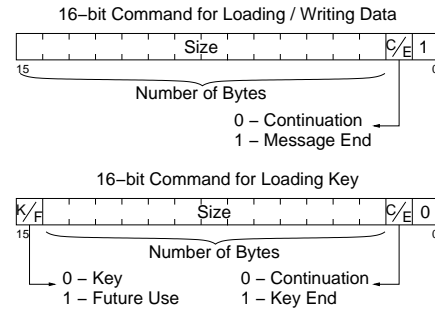 16–bit Command for Loading / Writing Data
Size C/E 1
15 0
Number of Bytes
0 – Continuation
1 – Message End
16–bit Command for Loading Key
K/F Size C/E 0
15 0
Number of Bytes
0 – Key 0 – Continuation
1 – Future Use 1 – Key End